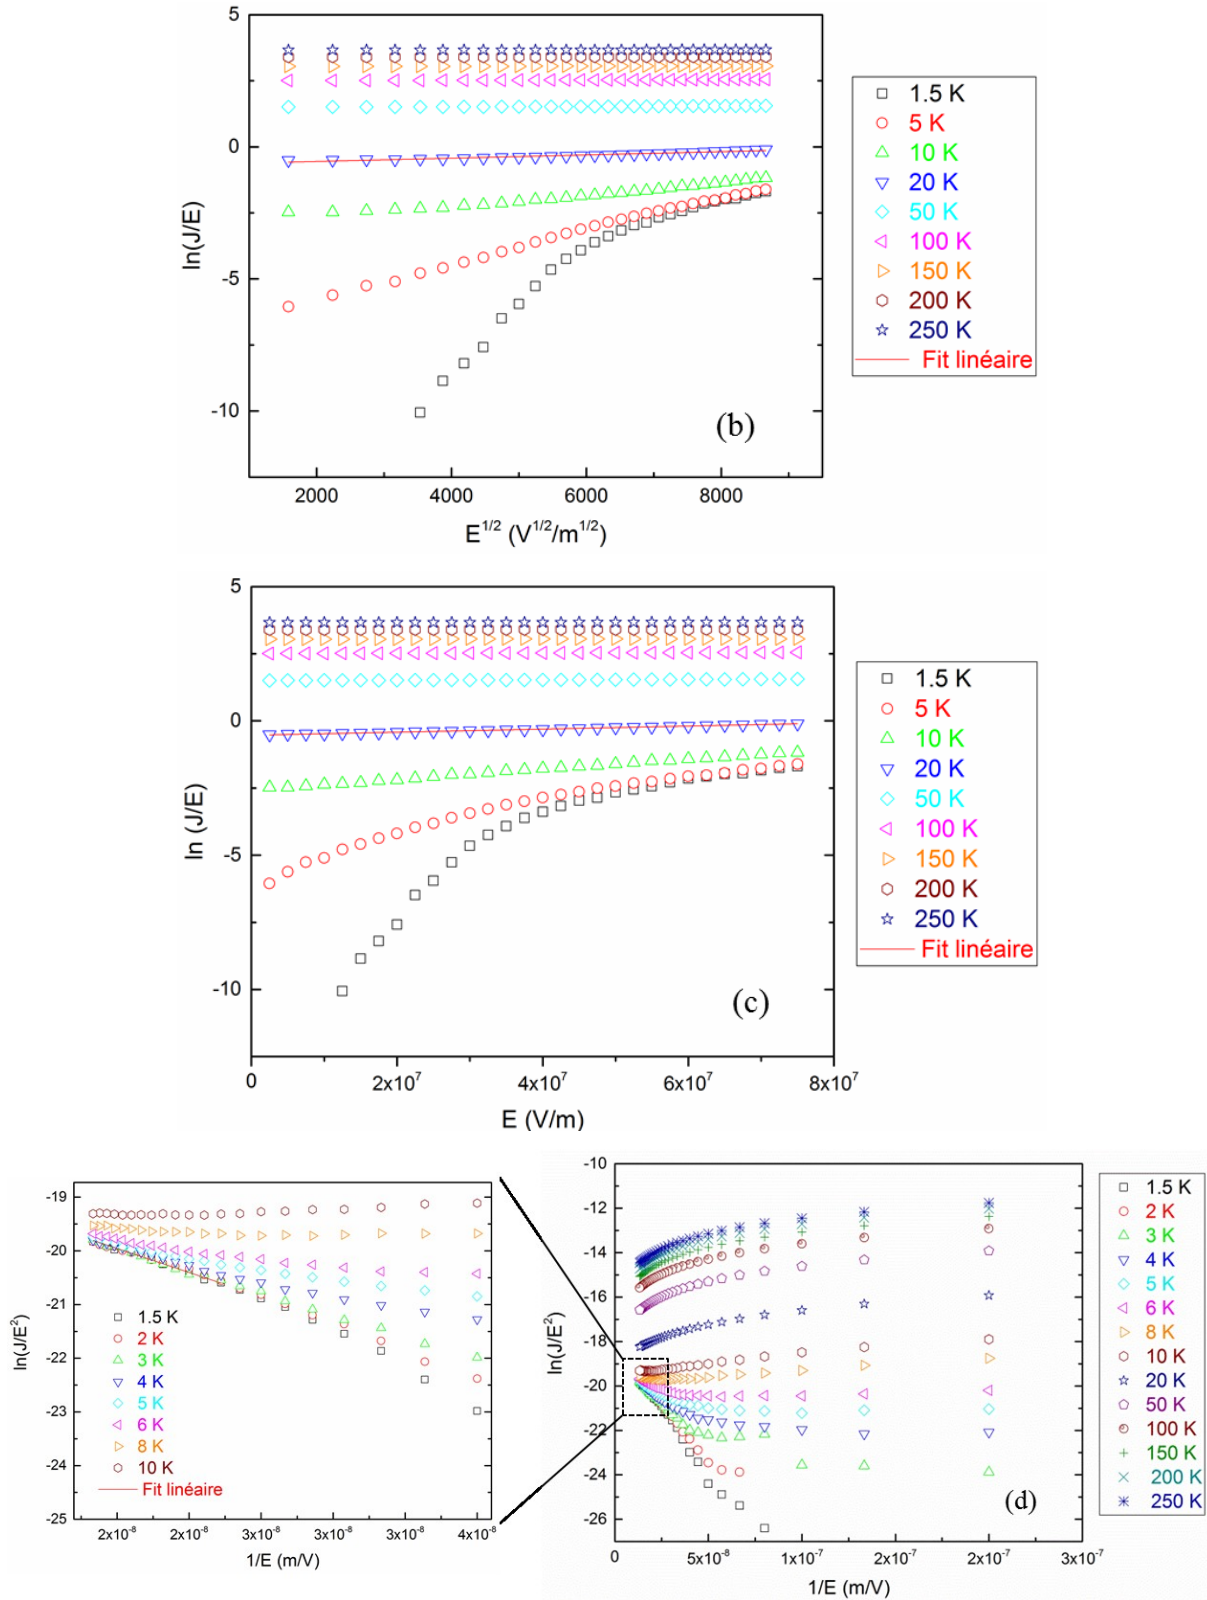 5
0
-5
-10
ln(J/E)
2000
4000
6000
8000
E^1/2 (V^1/2/m^1/2)
(b)
1.5 K
5 K
10 K
20 K
50 K
100 K
150 K
200 K
250 K
Fit linéaire
5
0
-5
-10
ln (J/E)
0
2x10^7
4x10^7
6x10^7
8x10^7
E (V/m)
(c)
1.5 K
5 K
10 K
20 K
50 K
100 K
150 K
200 K
250 K
Fit linéaire
-19
-20
-21
-22
-23
-24
-25
ln(J/E^2)
1.5 K
2 K
3 K
4 K
5 K
6 K
8 K
10 K
Fit linéaire
2x10^-8
2x10^-8
3x10^-8
3x10^-8
3x10^-8
4x10^-8
1/E (m/V)
-10
-12
-14
-16
-18
-20
-22
-24
-26
ln(J/E^2)
0
5x10^-8
1x10^-7
2x10^-7
2x10^-7
3x10^-7
1/E (m/V)
(d)
1.5 K
2 K
3 K
4 K
5 K
6 K
8 K
10 K
20 K
50 K
100 K
150 K
200 K
250 K